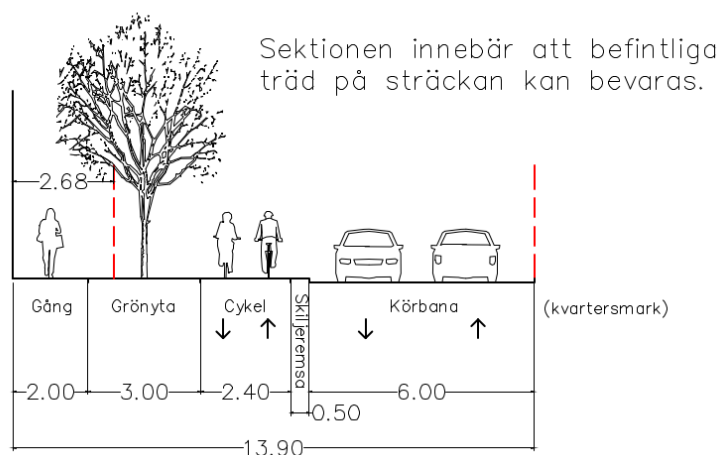 Sektionen innebär att befintliga
träd på sträckan kan bevaras.
2.68
Gång Grönyta Cykel Skiljeremsa Körbana (kvartersmark)
2.00 3.00 2.40 6.00
0.50
13.90